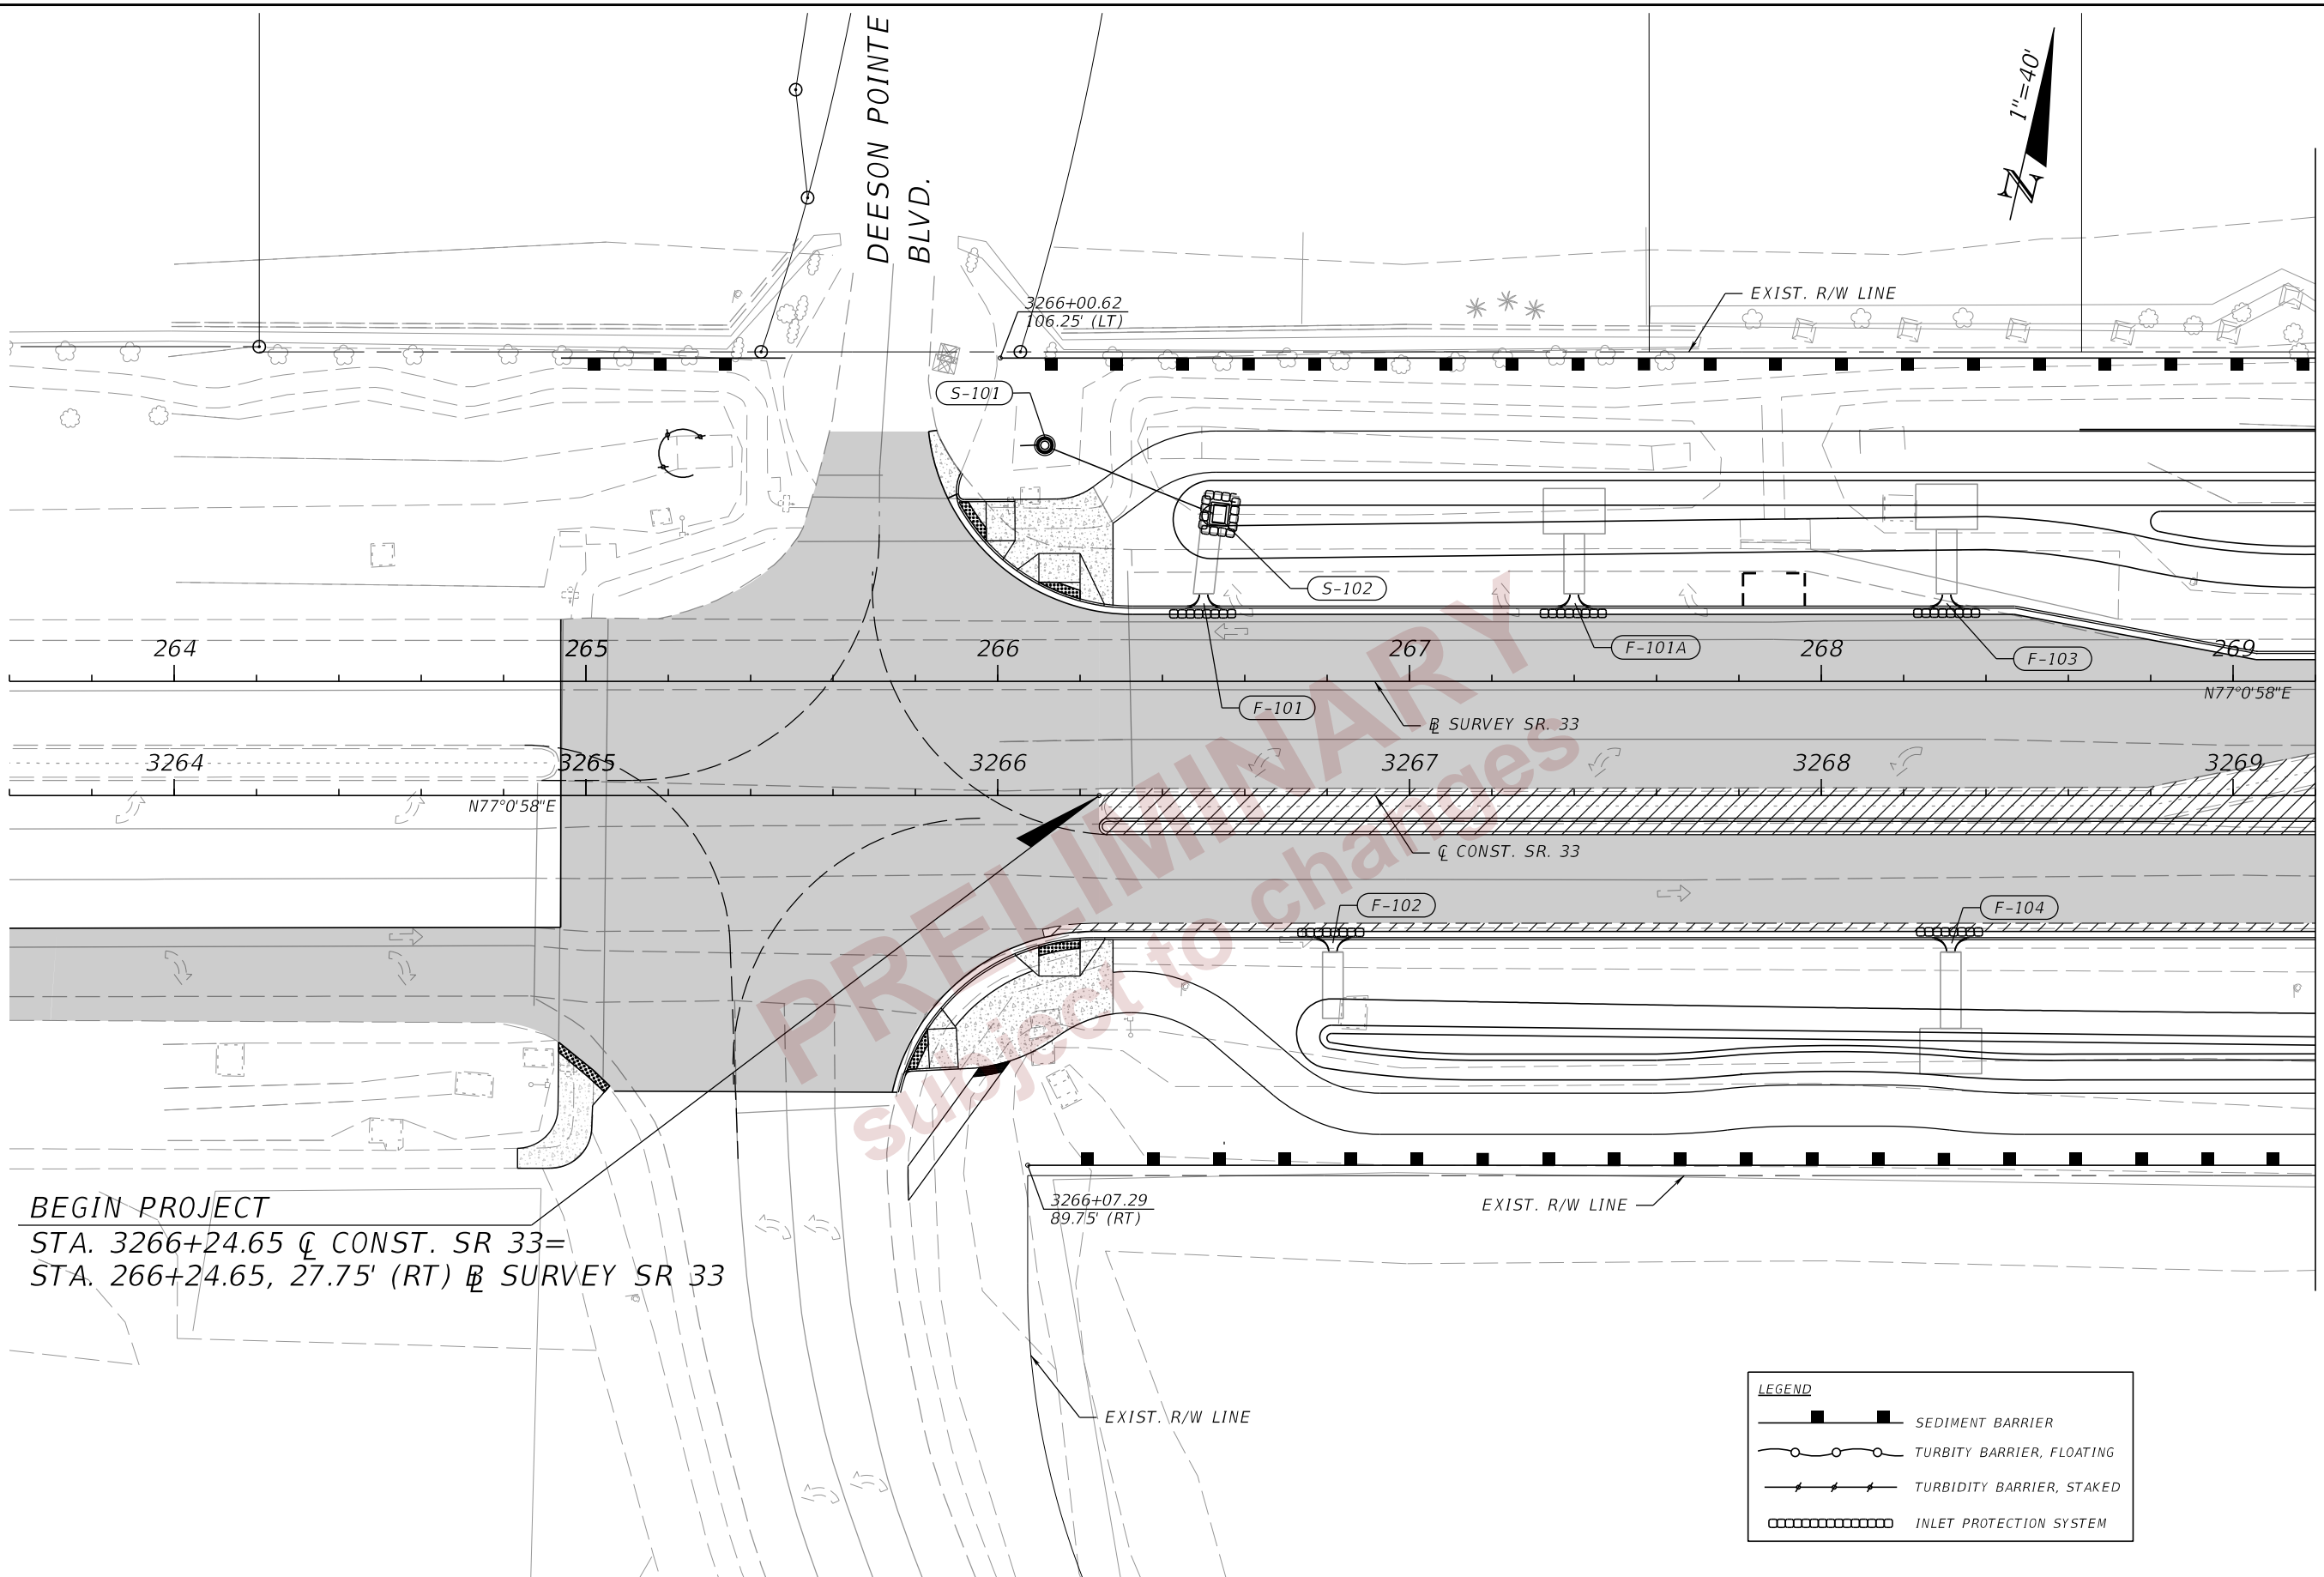 DEESON POINTE
BLVD.
1"=40'
N
3266+00.62
106.25' (LT)
EXIST. R/W LINE
S-101
S-102
264
265
266
267
268
269
F-101A
F-103
F-101
N77°0'58"E
℄ SURVEY SR. 33
3264
3265
3266
3267
3268
3269
N77°0'58"E
℄ CONST. SR. 33
F-102
F-104
PRELIMINARY
subject to changes
BEGIN PROJECT
STA. 3266+24.65 ℄ CONST. SR 33=
STA. 266+24.65, 27.75' (RT) ℄ SURVEY SR 33
3266+07.29
89.75' (RT)
EXIST. R/W LINE
EXIST. R/W LINE
LEGEND
SEDIMENT BARRIER
TURBITY BARRIER, FLOATING
TURBIDITY BARRIER, STAKED
INLET PROTECTION SYSTEM